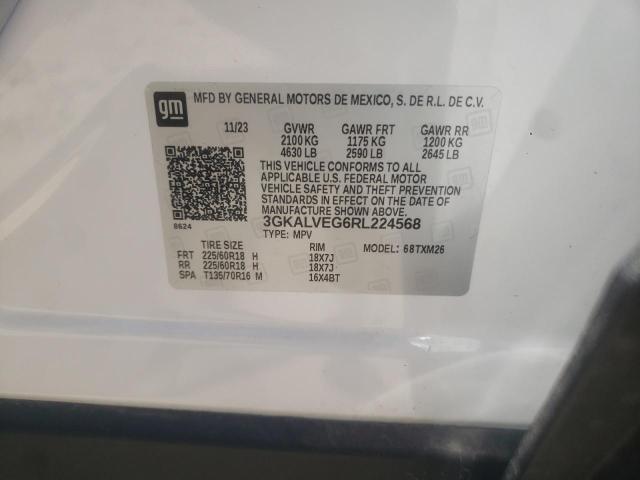 gm MFD BY GENERAL MOTORS DE MEXICO, S. DE R.L. DE C.V.
11/23 GVWR GAWR FRT GAWR RR
2100 KG 1175 KG 1200 KG
4630 LB 2590 LB 2645 LB
THIS VEHICLE CONFORMS TO ALL
APPLICABLE U.S. FEDERAL MOTOR
VEHICLE SAFETY AND THEFT PREVENTION
STANDARDS IN EFFECT ON THE DATE OF
MANUFACTURE SHOWN ABOVE.
3GKALVEG6RL224568
8624 TYPE: MPV
TIRE SIZE RIM MODEL: 68TXM26
FRT 225/60R18 H 18X7J
RR 225/60R18 H 18X7J
SPA T135/70R16 M 16X4BT